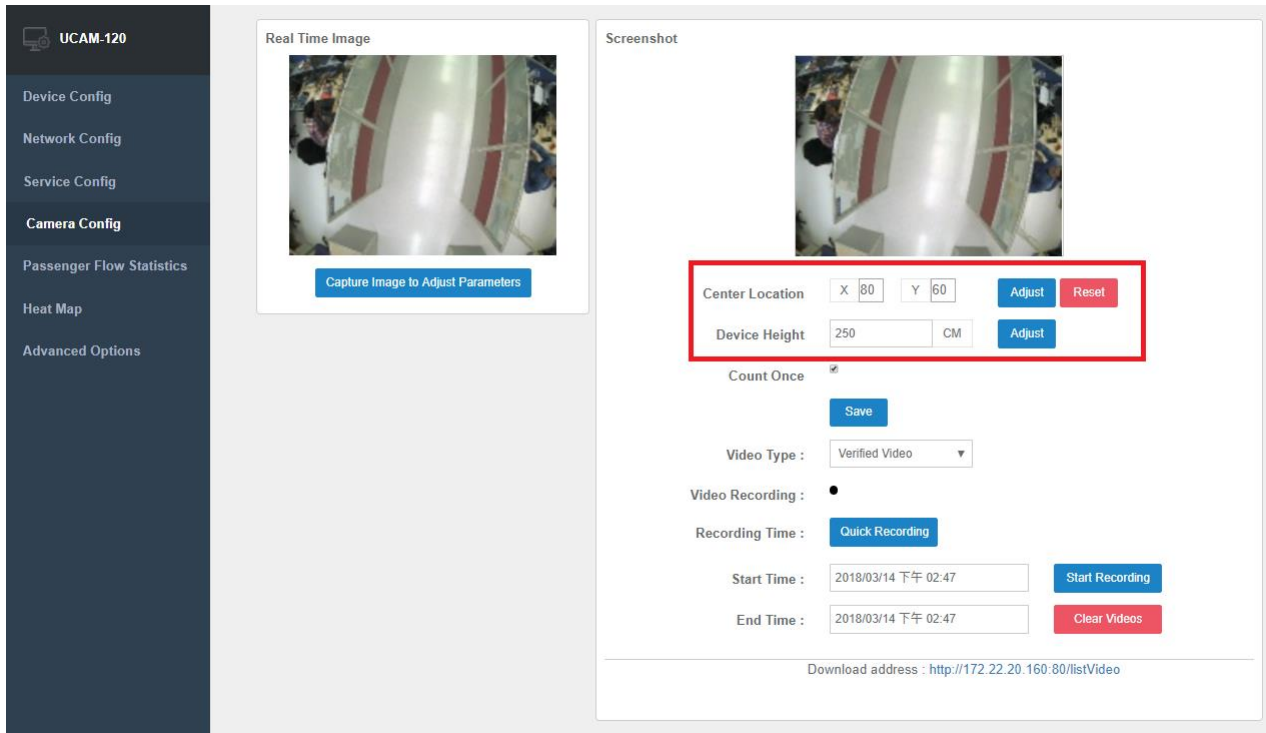 UCAM-120
Device Config
Network Config
Service Config
Camera Config
Passenger Flow Statistics
Heat Map
Advanced Options
Real Time Image
Capture Image to Adjust Parameters
Screenshot
Center Location X 80 Y 60 Adjust Reset
Device Height 250 CM Adjust
Count Once
Save
Video Type : Verified Video
Video Recording :
Recording Time : Quick Recording
Start Time : 2018/03/14 下午 02:47 Start Recording
End Time : 2018/03/14 下午 02:47 Clear Videos
Download address : http://172.22.20.160:80/listVideo